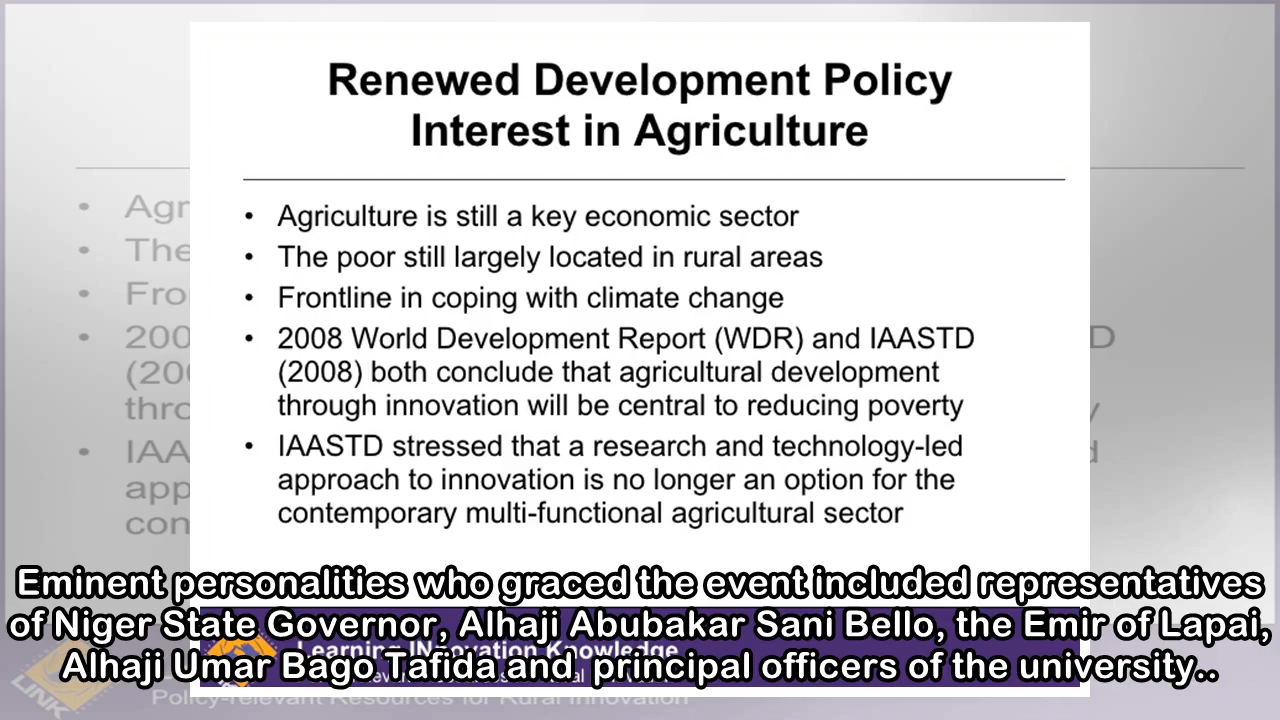 Renewed Development Policy
Interest in Agriculture
• Agriculture is still a key economic sector
• The poor still largely located in rural areas
• Frontline in coping with climate change
• 2008 World Development Report (WDR) and IAASTD
(2008) both conclude that agricultural development
through innovation will be central to reducing poverty
• IAASTD stressed that a research and technology-led
approach to innovation is no longer an option for the
contemporary multi-functional agricultural sector
Eminent personalities who graced the event included representatives
of Niger State Governor, Alhaji Abubakar Sani Bello, the Emir of Lapai,
Alhaji Umar Bago Tafida and principal officers of the university..
Learning INnovation Knowledge
LINK
Policy-relevant Resources for Rural Innovation